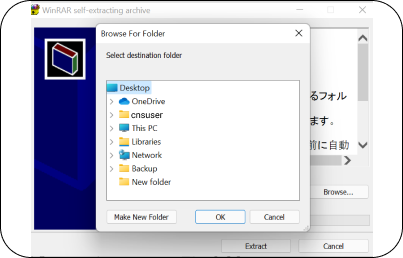 WinRAR self-extracting archive
Browse For Folder
Select destination folder
Desktop
OneDrive
cnsuser
This PC
Libraries
Network
Backup
New folder
るフォル
ます。
前に自動
Browse...
Make New Folder
OK
Cancel
Extract
Cancel